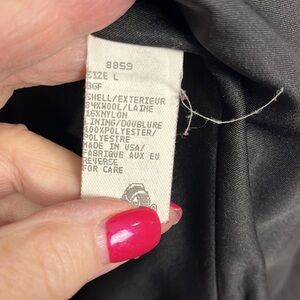 8859
SIZE L
BGF
SHELL/EXTERIEUR
84%WOOL/LAINE
16%NYLON
LINING/DOUBLURE
100%POLYESTER/
POLYESTRE
MADE IN USA/
FABRIQUE AUX EU
REVERSE
FOR CARE